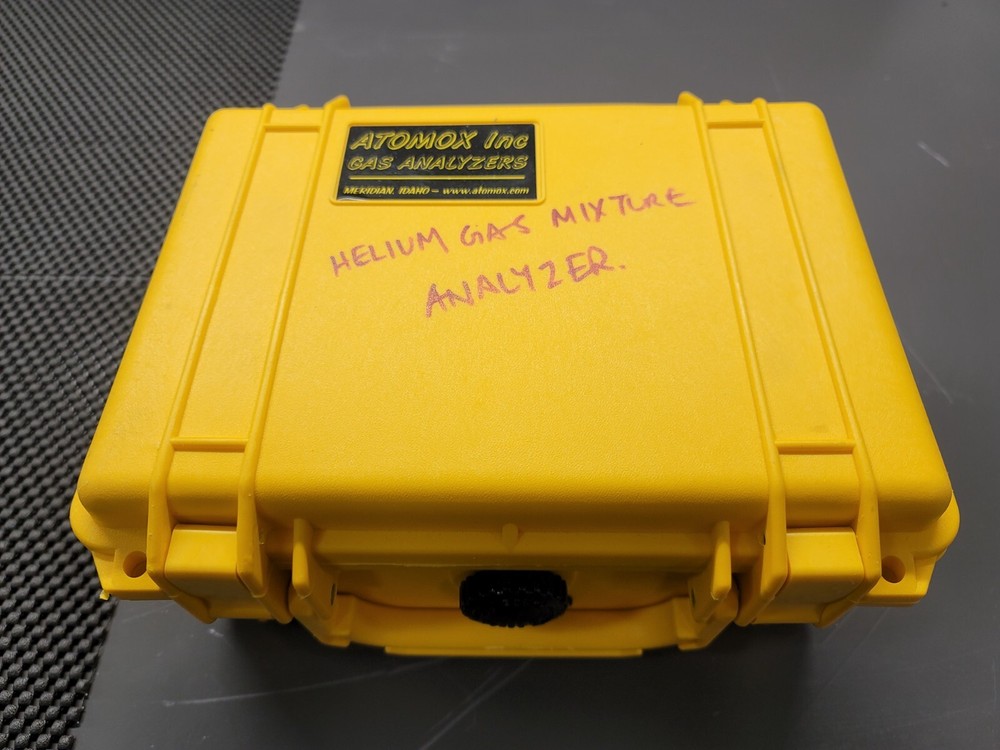 ATOMOX Inc
GAS ANALYZERS
MERIDIAN, IDAHO – www.atomox.com
HELIUM GAS MIXTURE
ANALYZER.